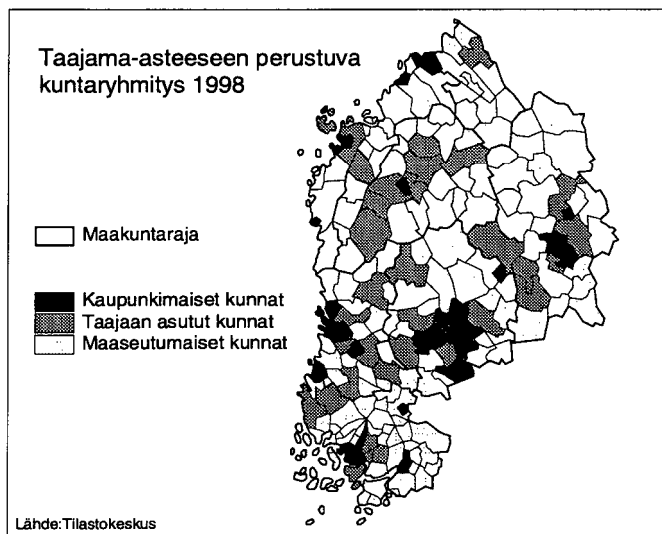 Taajama-asteeseen perustuva
kuntaryhmitys 1998
Maakuntaraja
Kaupunkimaiset kunnat
Taajaan asutut kunnat
Maaseutumaiset kunnat
Lähde:Tilastokeskus